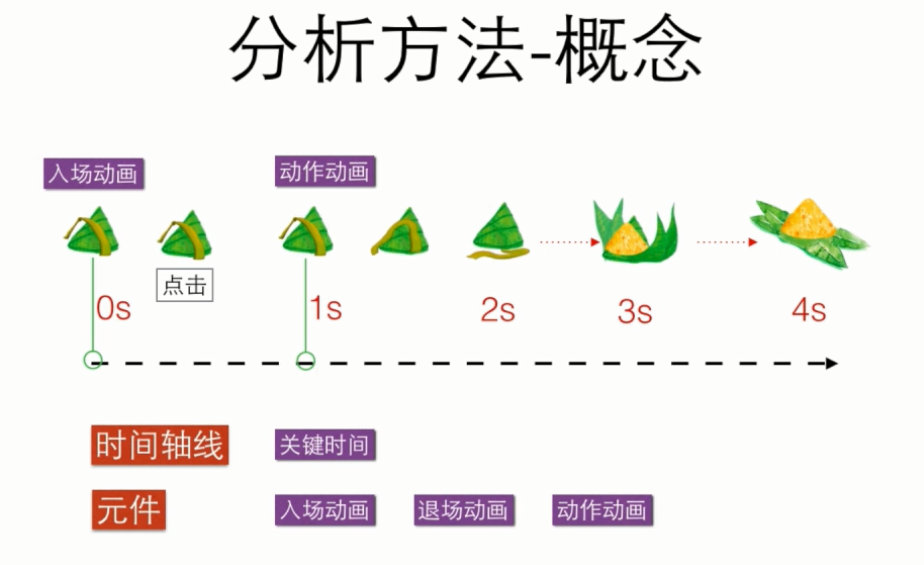 分析方法-概念
入场动画
动作动画
点击
0s
1s
2s
3s
4s
时间轴线 关键时间
元件 入场动画 退场动画 动作动画